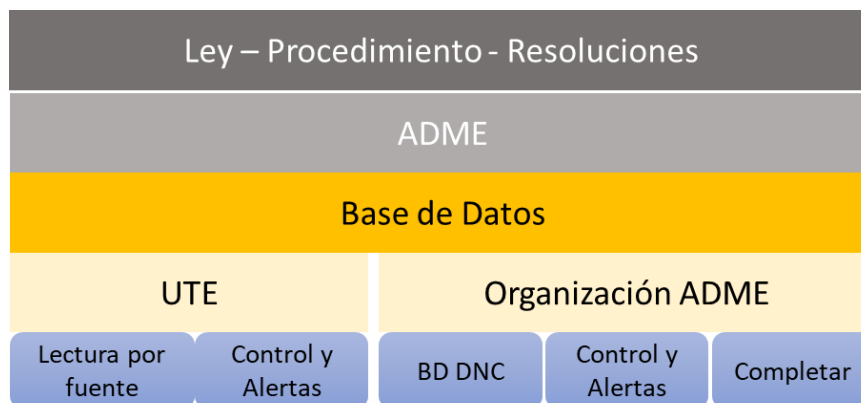 Ley – Procedimiento - Resoluciones
ADME
Base de Datos
UTE
Organización ADME
Lectura por
fuente
Control y
Alertas
BD DNC
Control y
Alertas
Completar